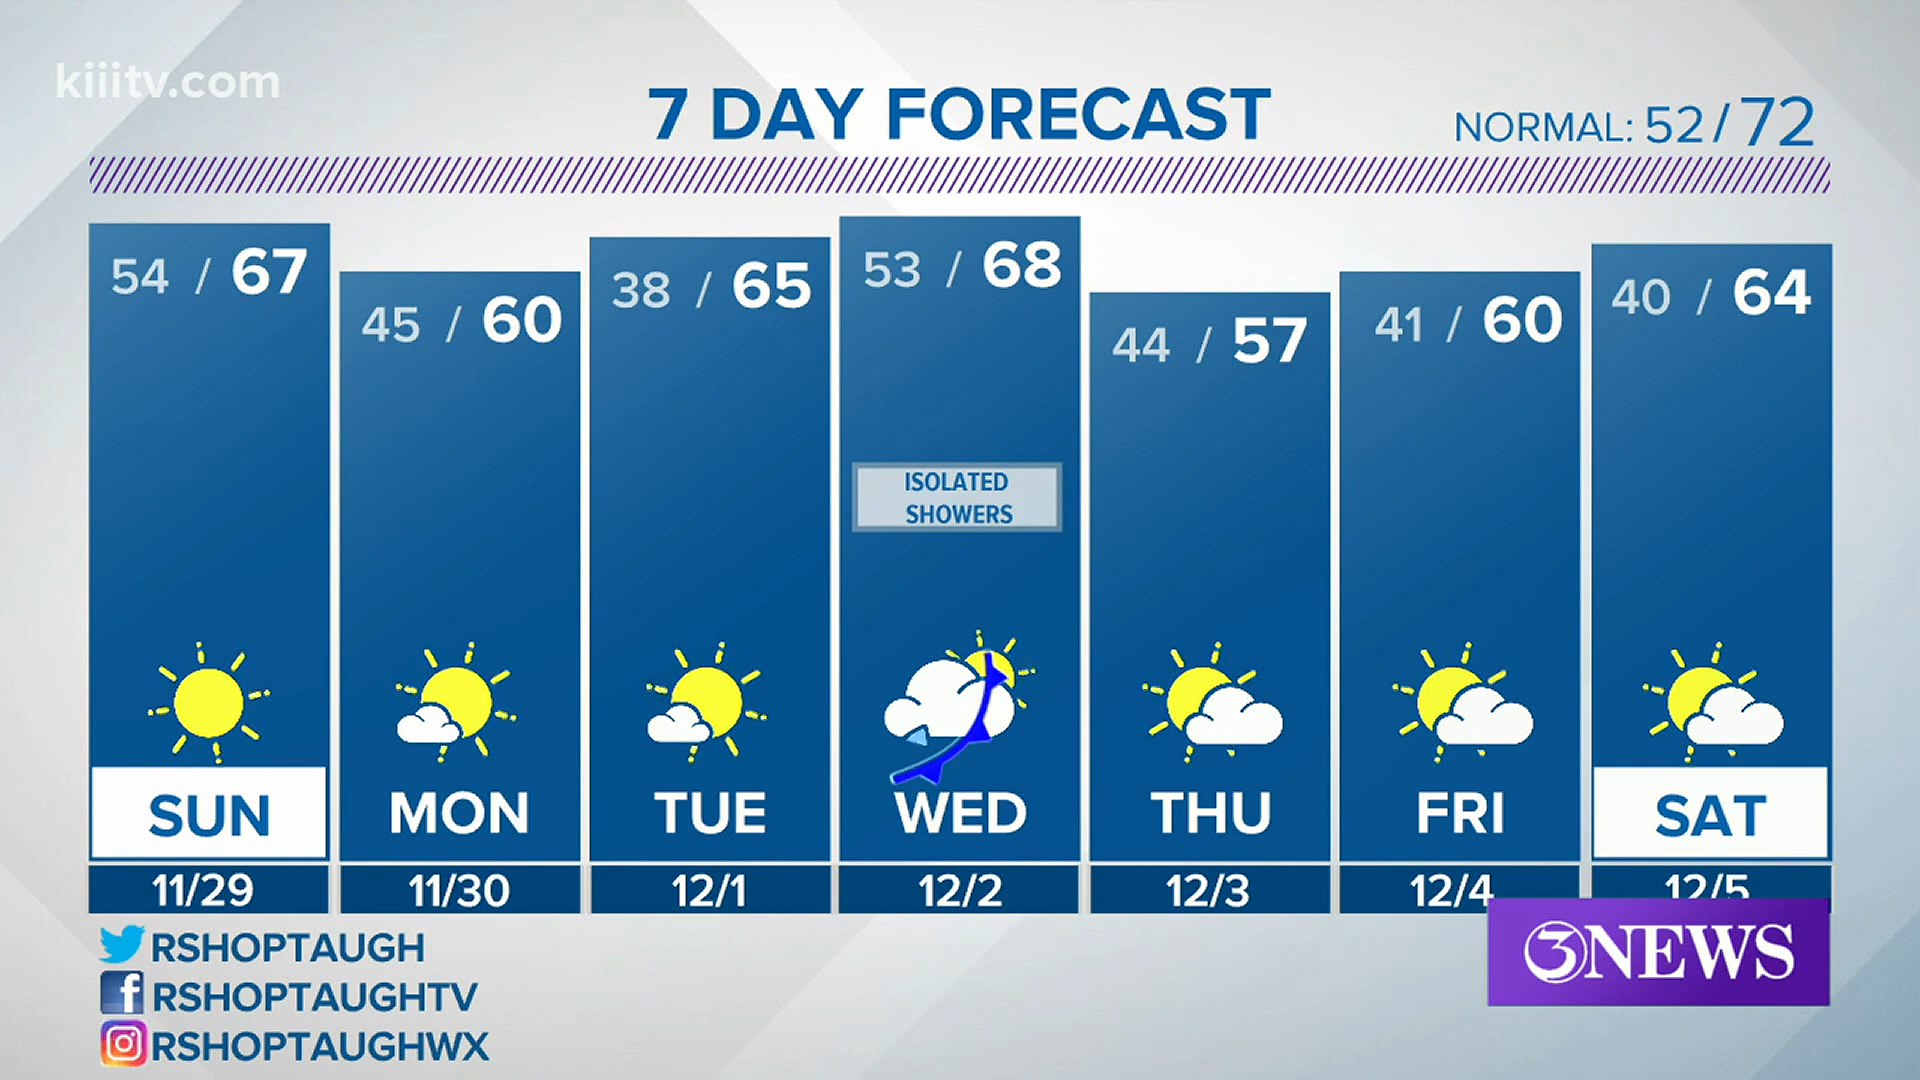 kiiitv.com
7 DAY FORECAST
NORMAL: 52/72
54 / 67
45 / 60
38 / 65
53 / 68
44 / 57
41 / 60
40 / 64
ISOLATED
SHOWERS
SUN
MON
TUE
WED
THU
FRI
SAT
11/29
11/30
12/1
12/2
12/3
12/4
12/5
RSHOPTAUGH
RSHOPTAUGHTV
RSHOPTAUGHWX
3NEWS